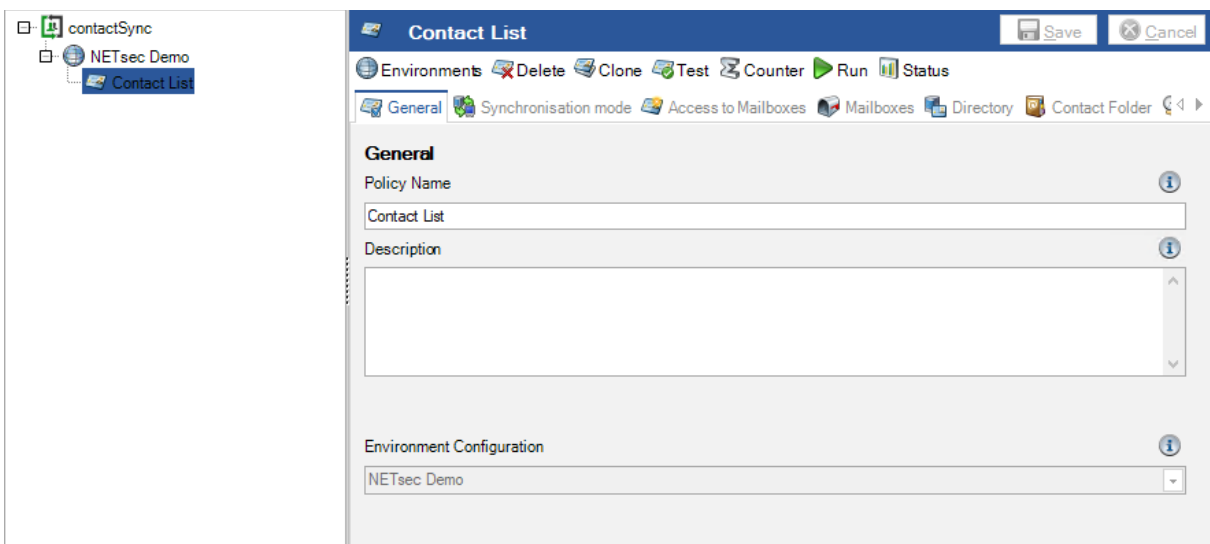 contactSync
NETsec Demo
Contact List
Contact List
Save Cancel
Environments Delete Clone Test Counter Run Status
General Synchronisation mode Access to Mailboxes Mailboxes Directory Contact Folder
General
Policy Name
Contact List
Description
Environment Configuration
NETsec Demo